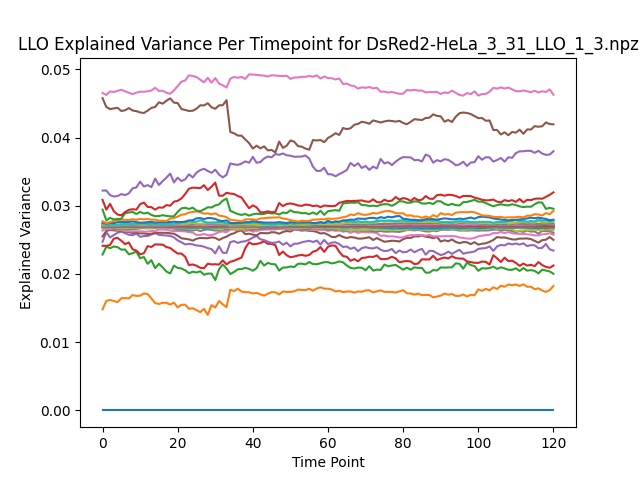 LLO Explained Variance Per Timepoint for DsRed2-HeLa_3_31_LLO_1_3.npz
0.05
0.04
0.03
0.02
0.01
0.00
Explained Variance
0 20 40 60 80 100 120
Time Point